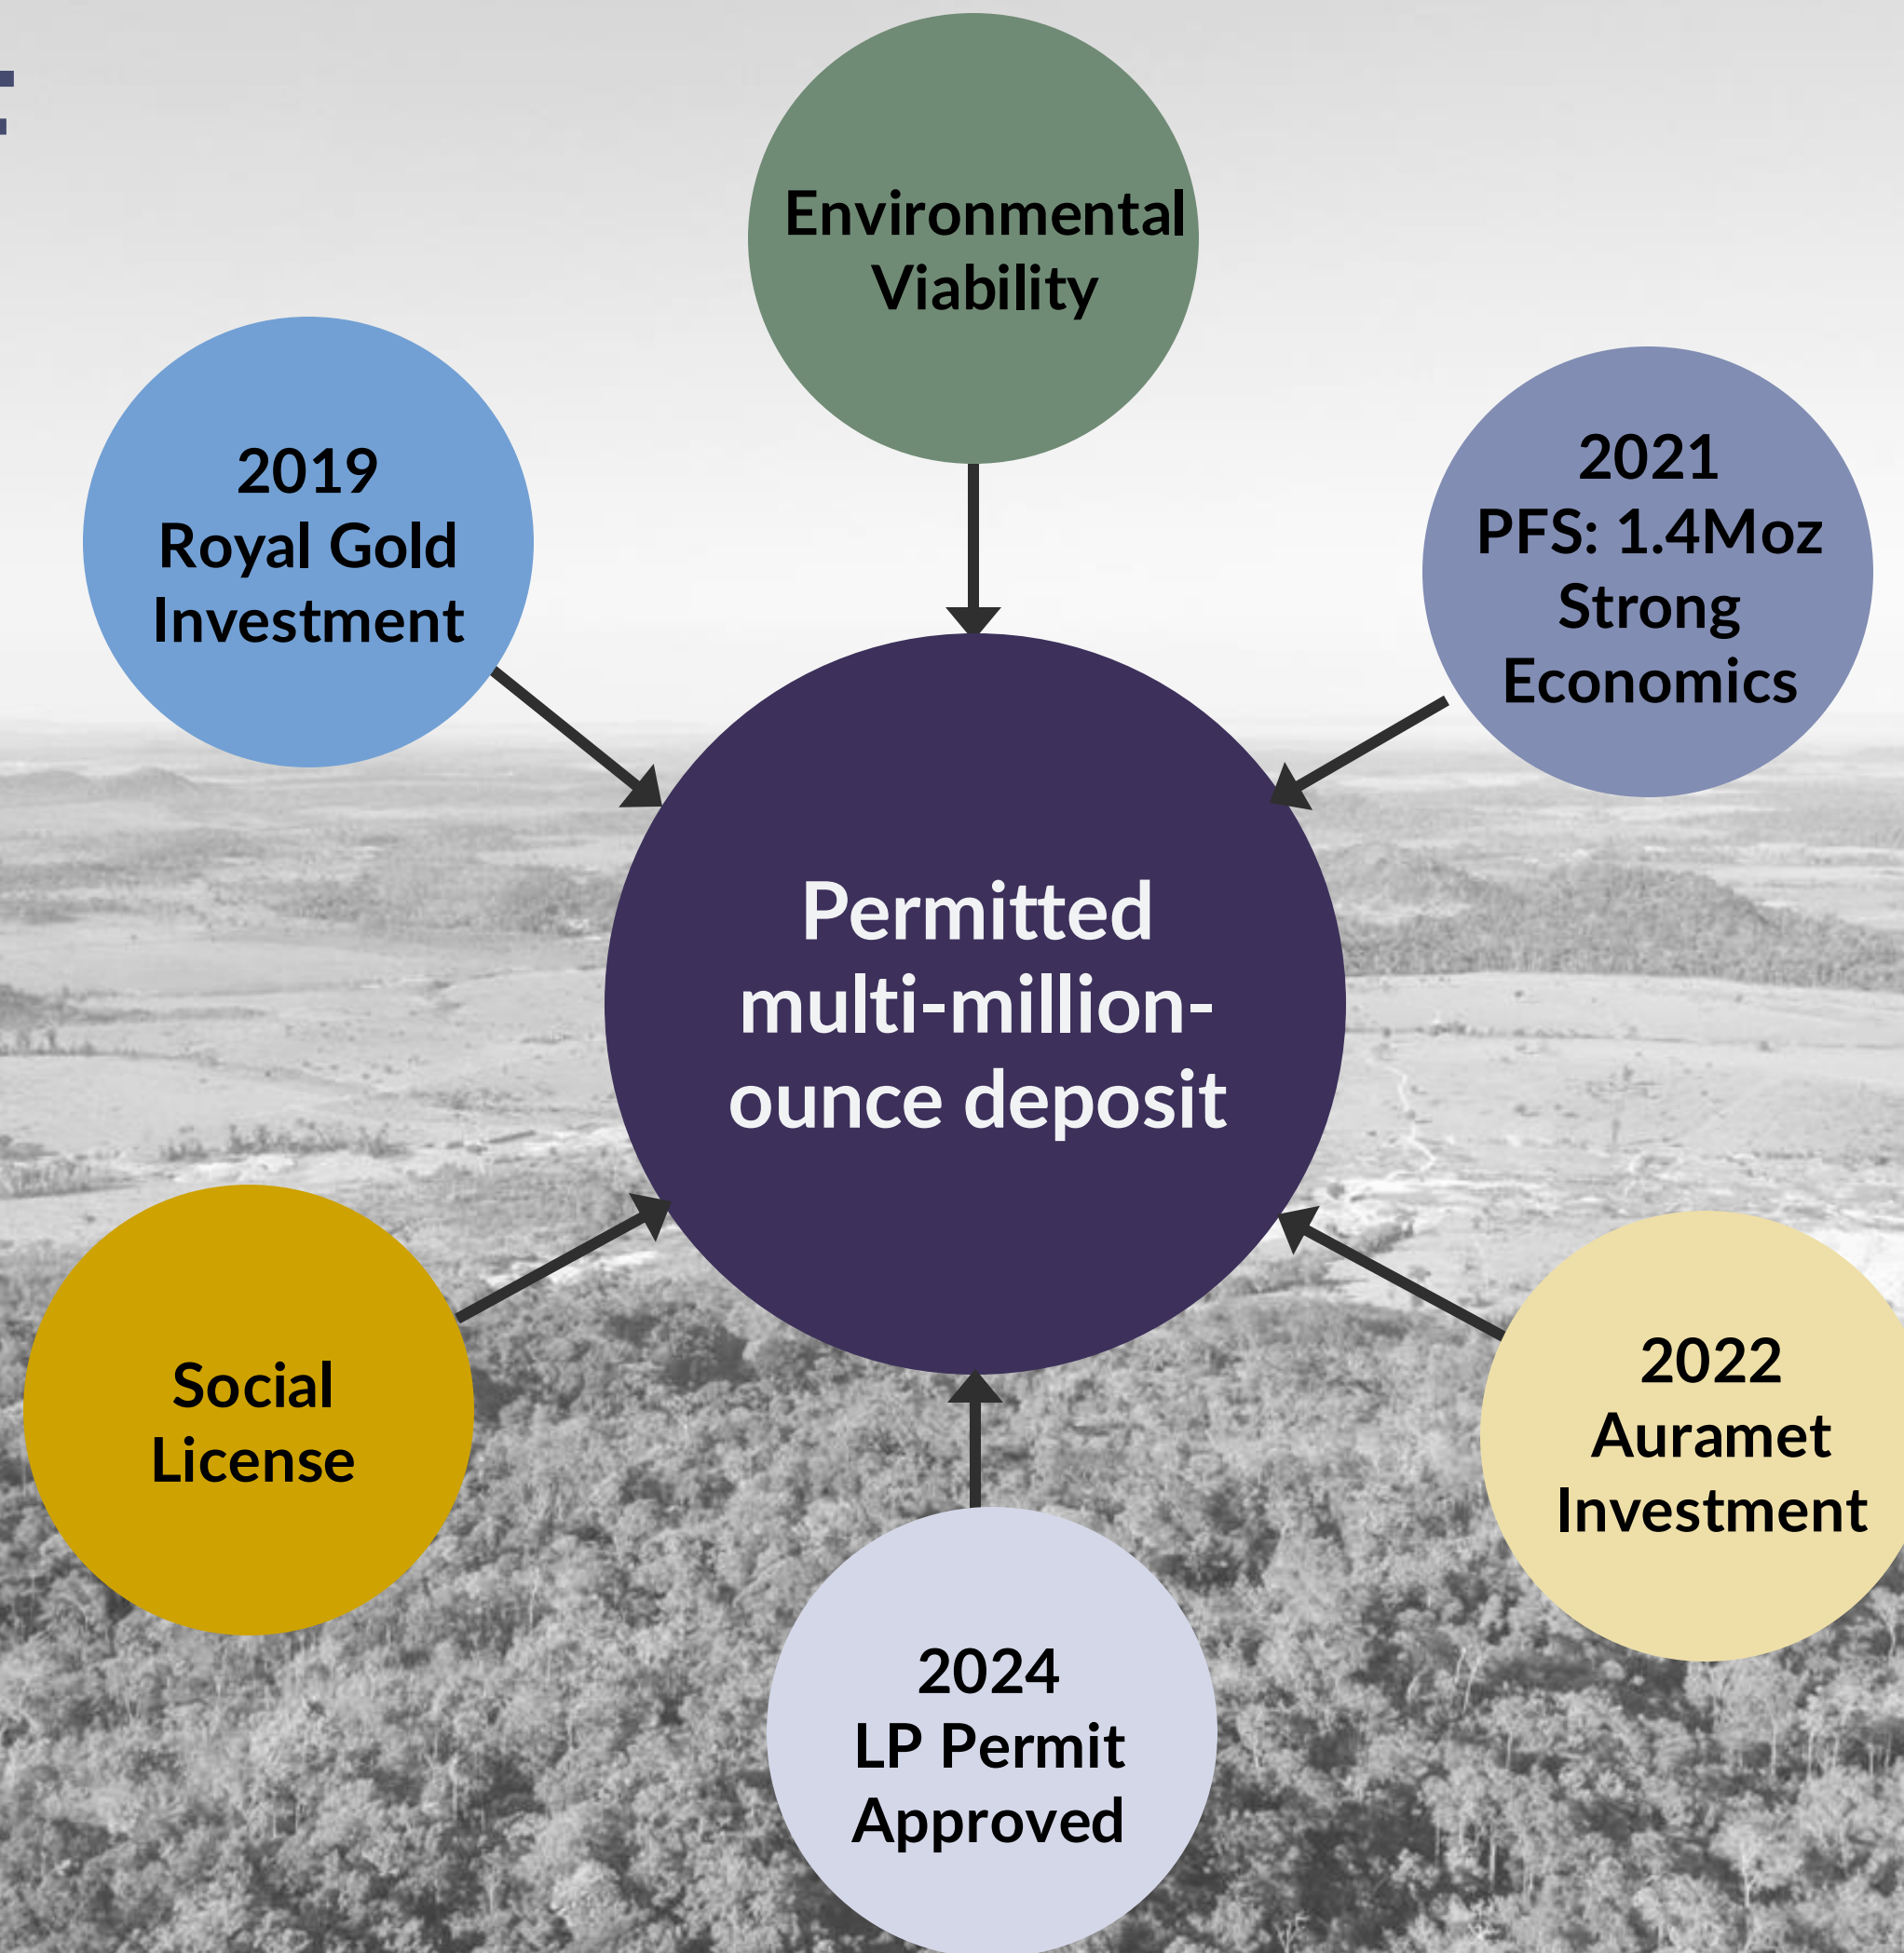 Environmental
Viability
2019
Royal Gold
Investment
2021
PFS: 1.4Moz
Strong
Economics
Permitted
multi-million-
ounce deposit
Social
License
2022
Auramet
Investment
2024
LP Permit
Approved